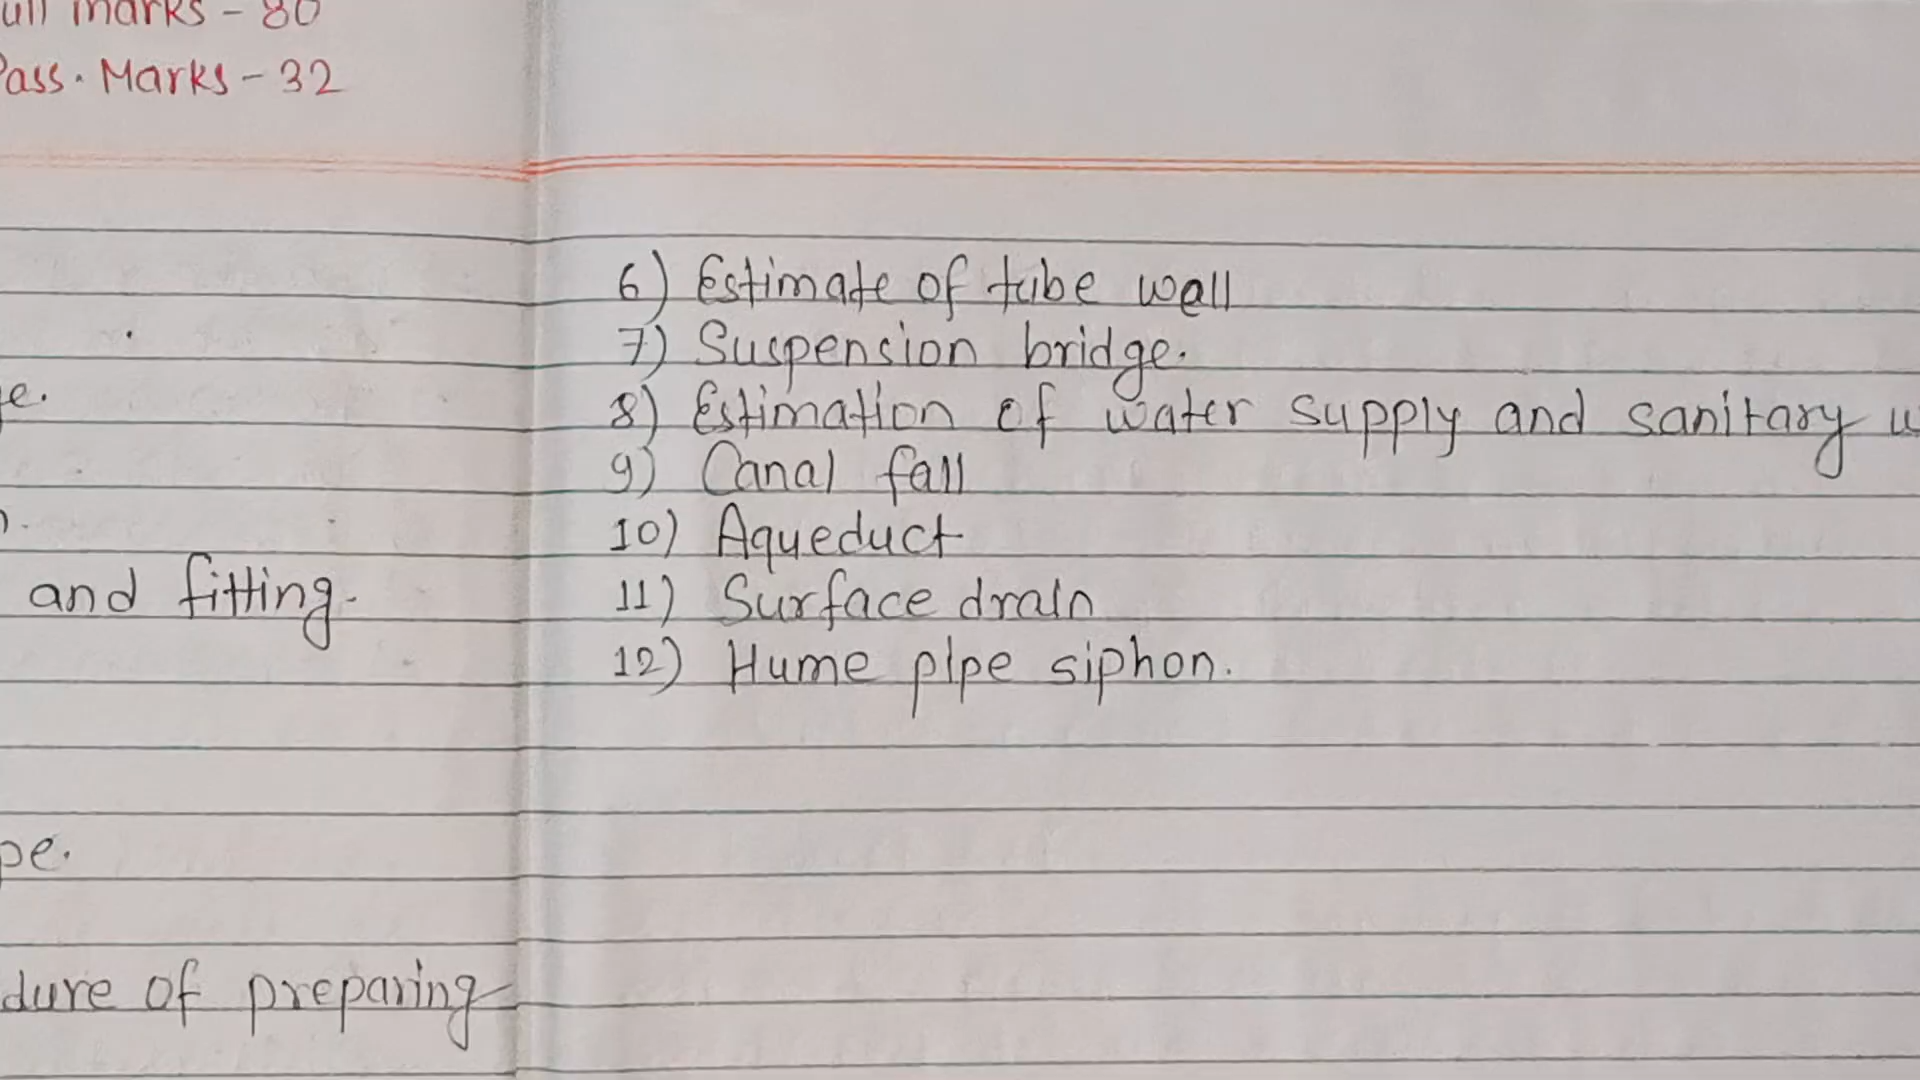 ull marks - 80
Pass. Marks - 32
e.
and fitting.
pe.
dure of preparing
6) Estimate of tube wall
7) Suspension bridge.
8) Estimation of water supply and sanitary w
9) Canal fall
10) Aqueduct
11) Surface drain
12) Hume pipe siphon.